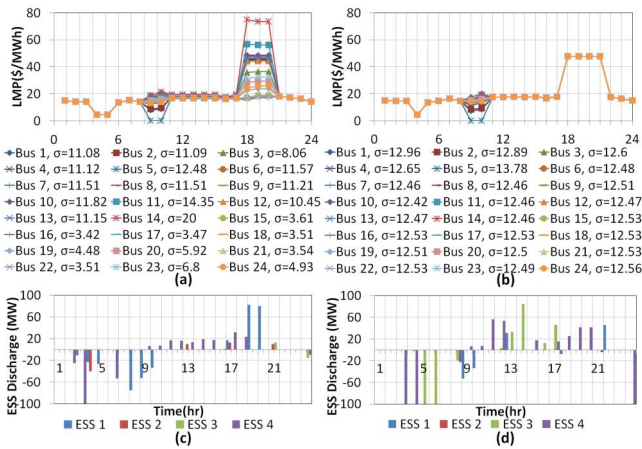 LMP($/MWh)
80
60
40
20
0
0 6 12 18 24
Bus 1, σ=11.08 Bus 2, σ=11.09 Bus 3, σ=8.06
Bus 4, σ=11.12 Bus 5, σ=12.48 Bus 6, σ=11.57
Bus 7, σ=11.51 Bus 8, σ=11.51 Bus 9, σ=11.21
Bus 10, σ=11.82 Bus 11, σ=14.35 Bus 12, σ=10.45
Bus 13, σ=11.15 Bus 14, σ=20 Bus 15, σ=3.61
Bus 16, σ=3.42 Bus 17, σ=3.47 Bus 18, σ=3.51
Bus 19, σ=4.48 Bus 20, σ=5.92 Bus 21, σ=3.54
Bus 22, σ=3.51 Bus 23, σ=6.8 Bus 24, σ=4.93
(a)
LMP($/MWh)
80
60
40
20
0
0 6 12 18 24
Bus 1, σ=12.96 Bus 2, σ=12.89 Bus 3, σ=12.6
Bus 4, σ=12.65 Bus 5, σ=13.78 Bus 6, σ=12.48
Bus 7, σ=12.46 Bus 8, σ=12.46 Bus 9, σ=12.51
Bus 10, σ=12.42 Bus 11, σ=12.46 Bus 12, σ=12.47
Bus 13, σ=12.47 Bus 14, σ=12.46 Bus 15, σ=12.53
Bus 16, σ=12.53 Bus 17, σ=12.53 Bus 18, σ=12.53
Bus 19, σ=12.51 Bus 20, σ=12.5 Bus 21, σ=12.53
Bus 22, σ=12.53 Bus 23, σ=12.49 Bus 24, σ=12.56
(b)
ESS Discharge (MW)
100
60
20
-20
-60
-100
1 5 9 13 17 21
Time(hr)
ESS 1 ESS 2 ESS 3 ESS 4
(c)
ESS Discharge (MW)
100
60
20
-20
-60
-100
1 5 9 13 17 21
Time(hr)
ESS 1 ESS 2 ESS 3 ESS 4
(d)